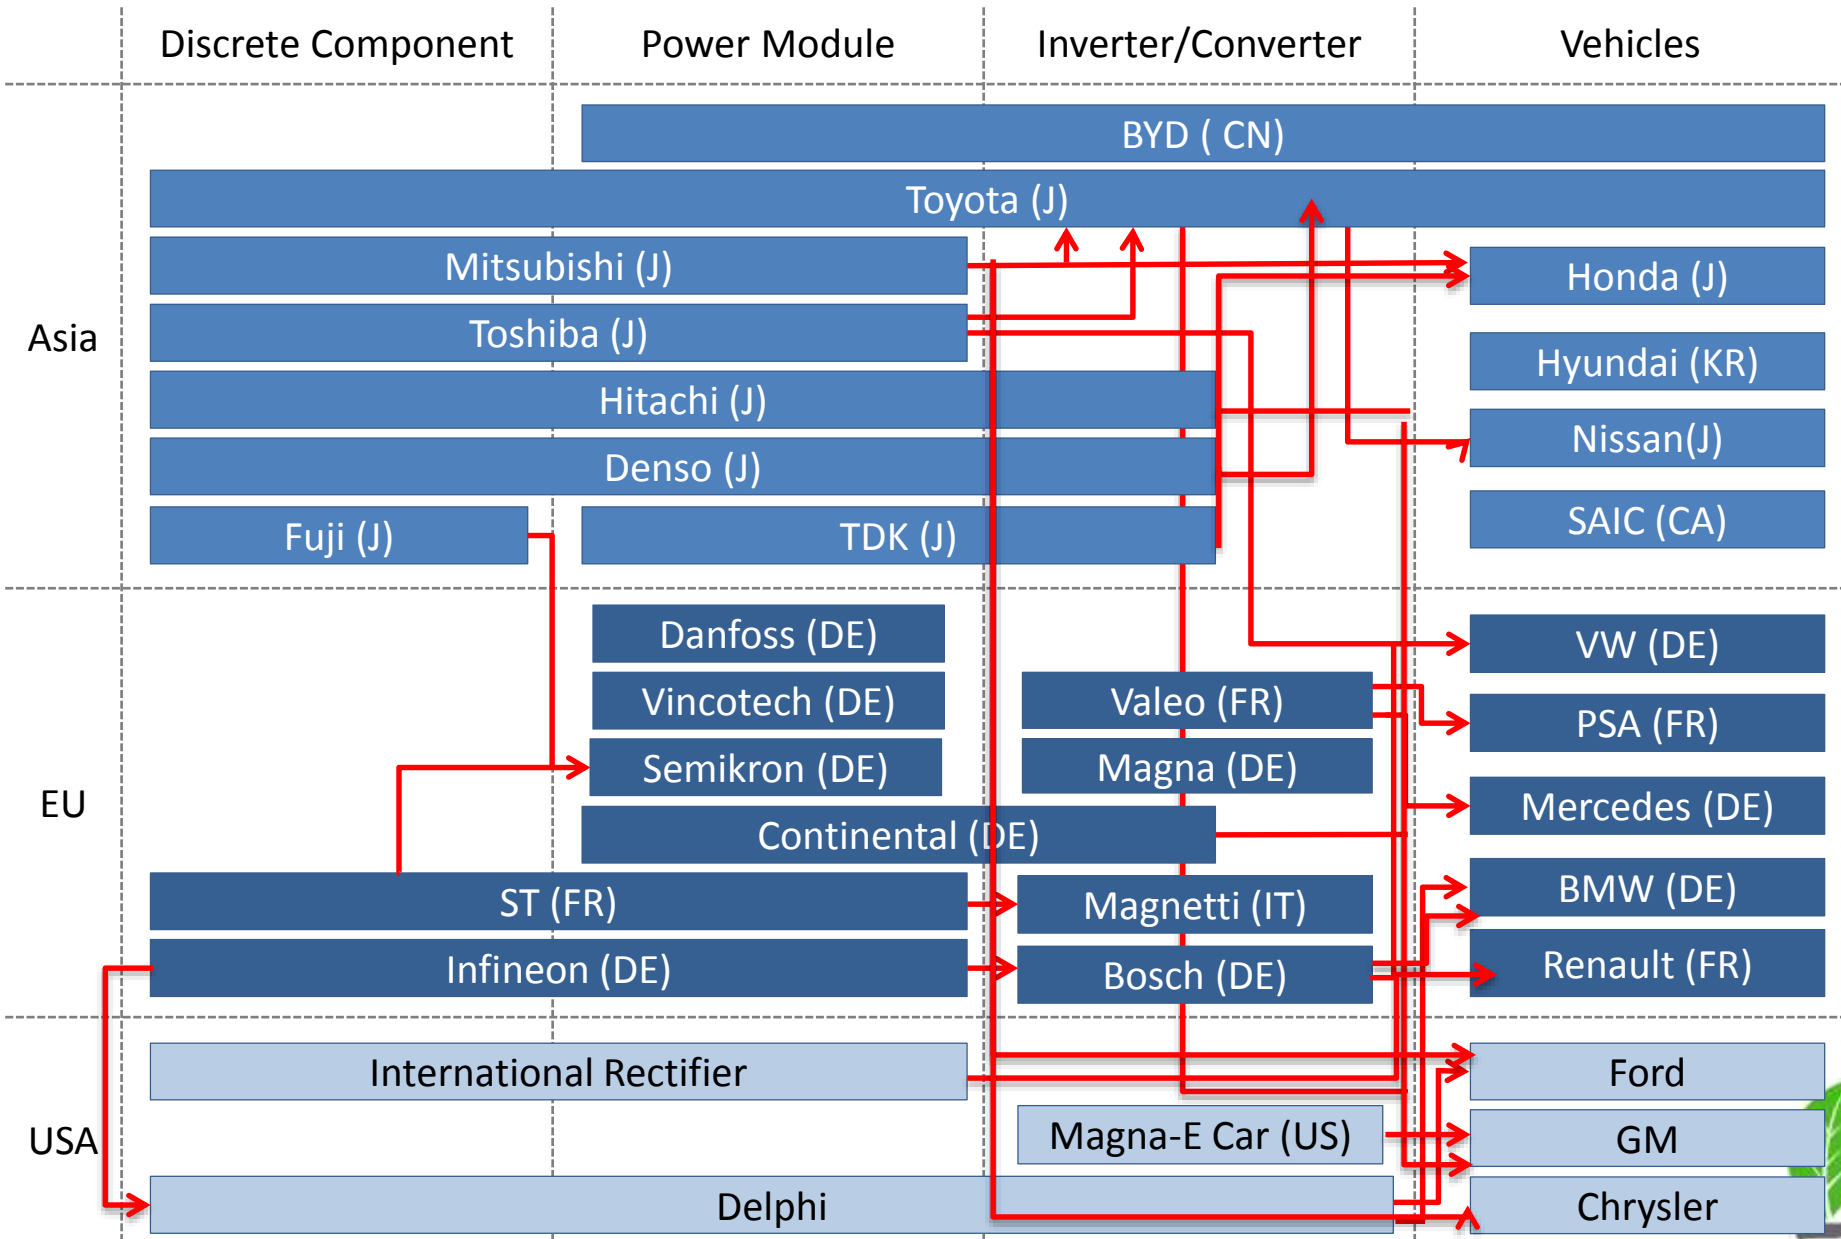 Discrete Component
Power Module
Inverter/Converter
Vehicles
Asia
BYD ( CN)
Toyota (J)
Mitsubishi (J)
Honda (J)
Toshiba (J)
Hyundai (KR)
Hitachi (J)
Nissan(J)
Denso (J)
Fuji (J)
TDK (J)
SAIC (CA)
EU
Danfoss (DE)
VW (DE)
Vincotech (DE)
Valeo (FR)
PSA (FR)
Semikron (DE)
Magna (DE)
Mercedes (DE)
Continental (DE)
ST (FR)
Magnetti (IT)
BMW (DE)
Infineon (DE)
Bosch (DE)
Renault (FR)
USA
International Rectifier
Ford
Magna-E Car (US)
GM
Delphi
Chrysler